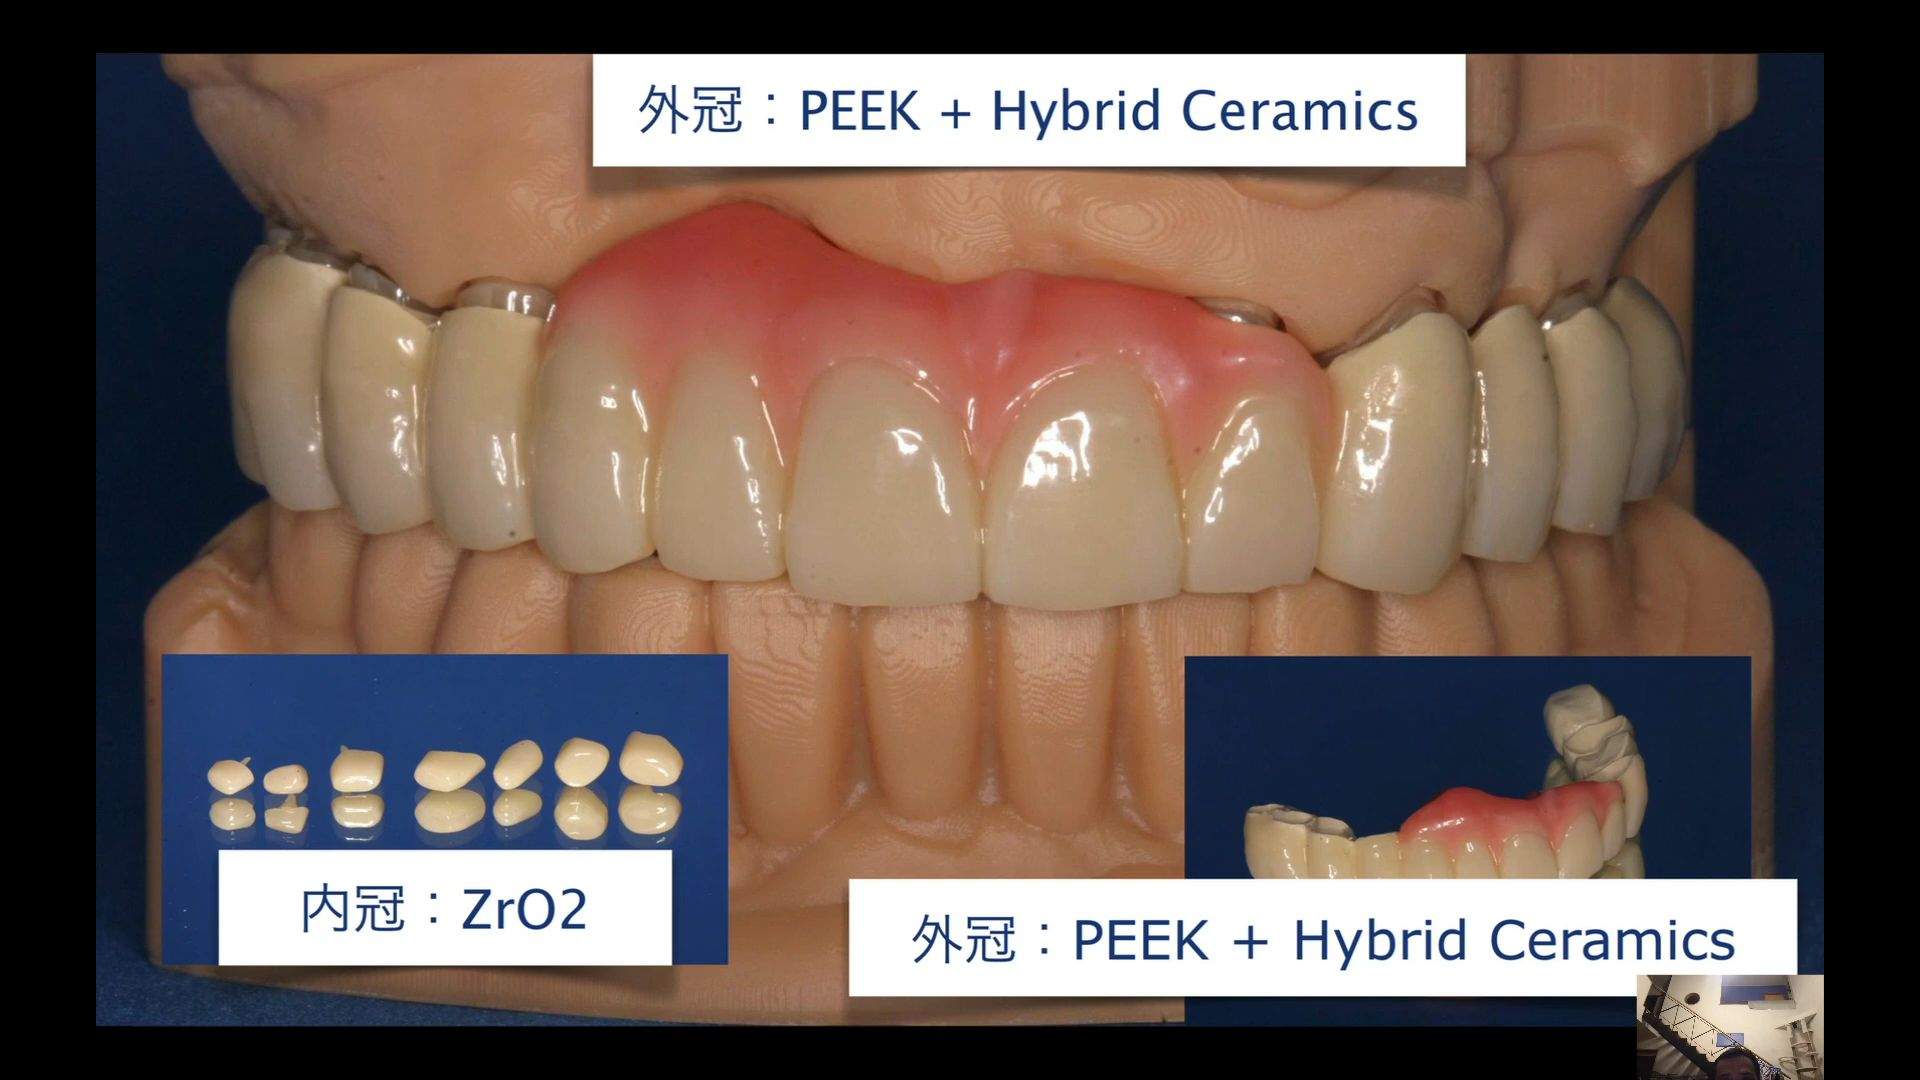 外冠：PEEK + Hybrid Ceramics
内冠：ZrO2
外冠：PEEK + Hybrid Ceramics